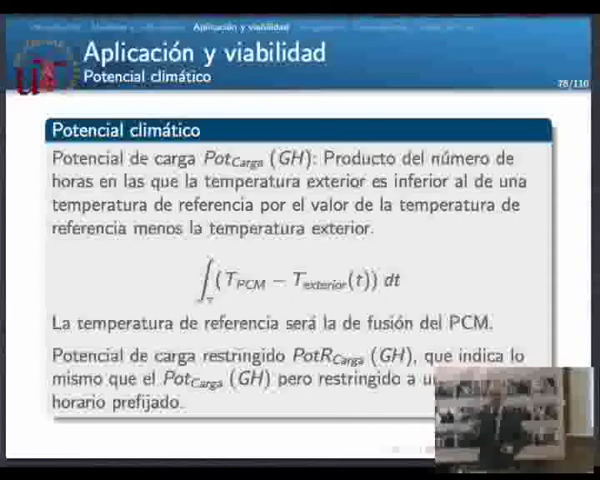 Aplicación y viabilidad
Aplicación y viabilidad
Potencial climático
78/110
Potencial climático
Potencial de carga Pot_Carga (GH): Producto del número de
horas en las que la temperatura exterior es inferior al de una
temperatura de referencia por el valor de la temperatura de
referencia menos la temperatura exterior.
∫_τ (T_PCM − T_exterior(t)) dt
La temperatura de referencia será la de fusión del PCM.
Potencial de carga restringido PotR_Carga (GH), que indica lo
mismo que el Pot_Carga (GH) pero restringido a
horario prefijado.